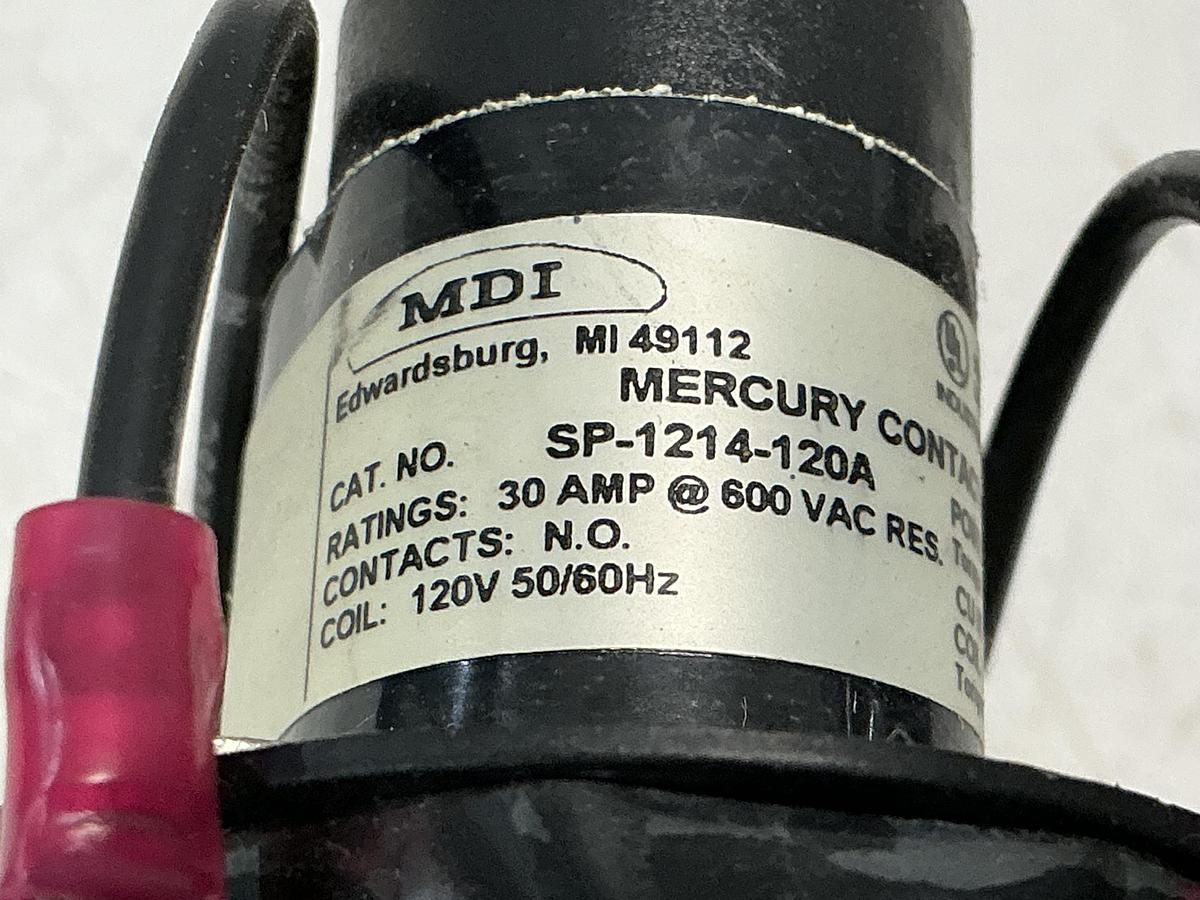 MDI
Edwardsburg, MI 49112
MERCURY
CAT. NO. SP-1214-120A
RATINGS: 30 AMP @ 600 VAC RES.
CONTACTS: N.O.
COIL: 120V 50/60Hz